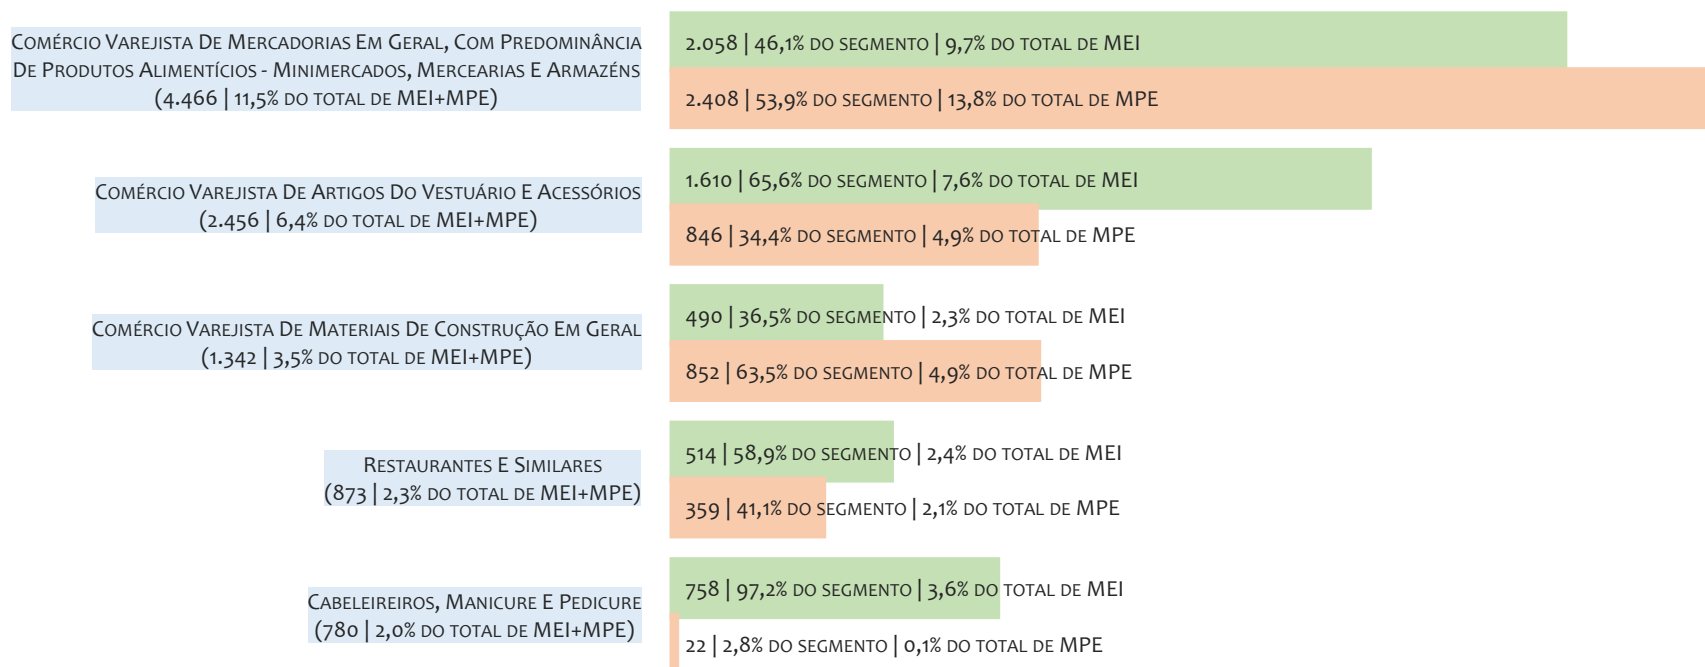 Comércio Varejista De Mercadorias Em Geral, Com Predominância
De Produtos Alimentícios - Minimercados, Mercearias E Armazéns
(4.466 | 11,5% do total de MEI+MPE)
2.058 | 46,1% do segmento | 9,7% do total de MEI
2.408 | 53,9% do segmento | 13,8% do total de MPE
Comércio Varejista De Artigos Do Vestuário E Acessórios
(2.456 | 6,4% do total de MEI+MPE)
1.610 | 65,6% do segmento | 7,6% do total de MEI
846 | 34,4% do segmento | 4,9% do total de MPE
Comércio Varejista De Materiais De Construção Em Geral
(1.342 | 3,5% do total de MEI+MPE)
490 | 36,5% do segmento | 2,3% do total de MEI
852 | 63,5% do segmento | 4,9% do total de MPE
Restaurantes E Similares
(873 | 2,3% do total de MEI+MPE)
514 | 58,9% do segmento | 2,4% do total de MEI
359 | 41,1% do segmento | 2,1% do total de MPE
Cabeleireiros, Manicure E Pedicure
(780 | 2,0% do total de MEI+MPE)
758 | 97,2% do segmento | 3,6% do total de MEI
22 | 2,8% do segmento | 0,1% do total de MPE